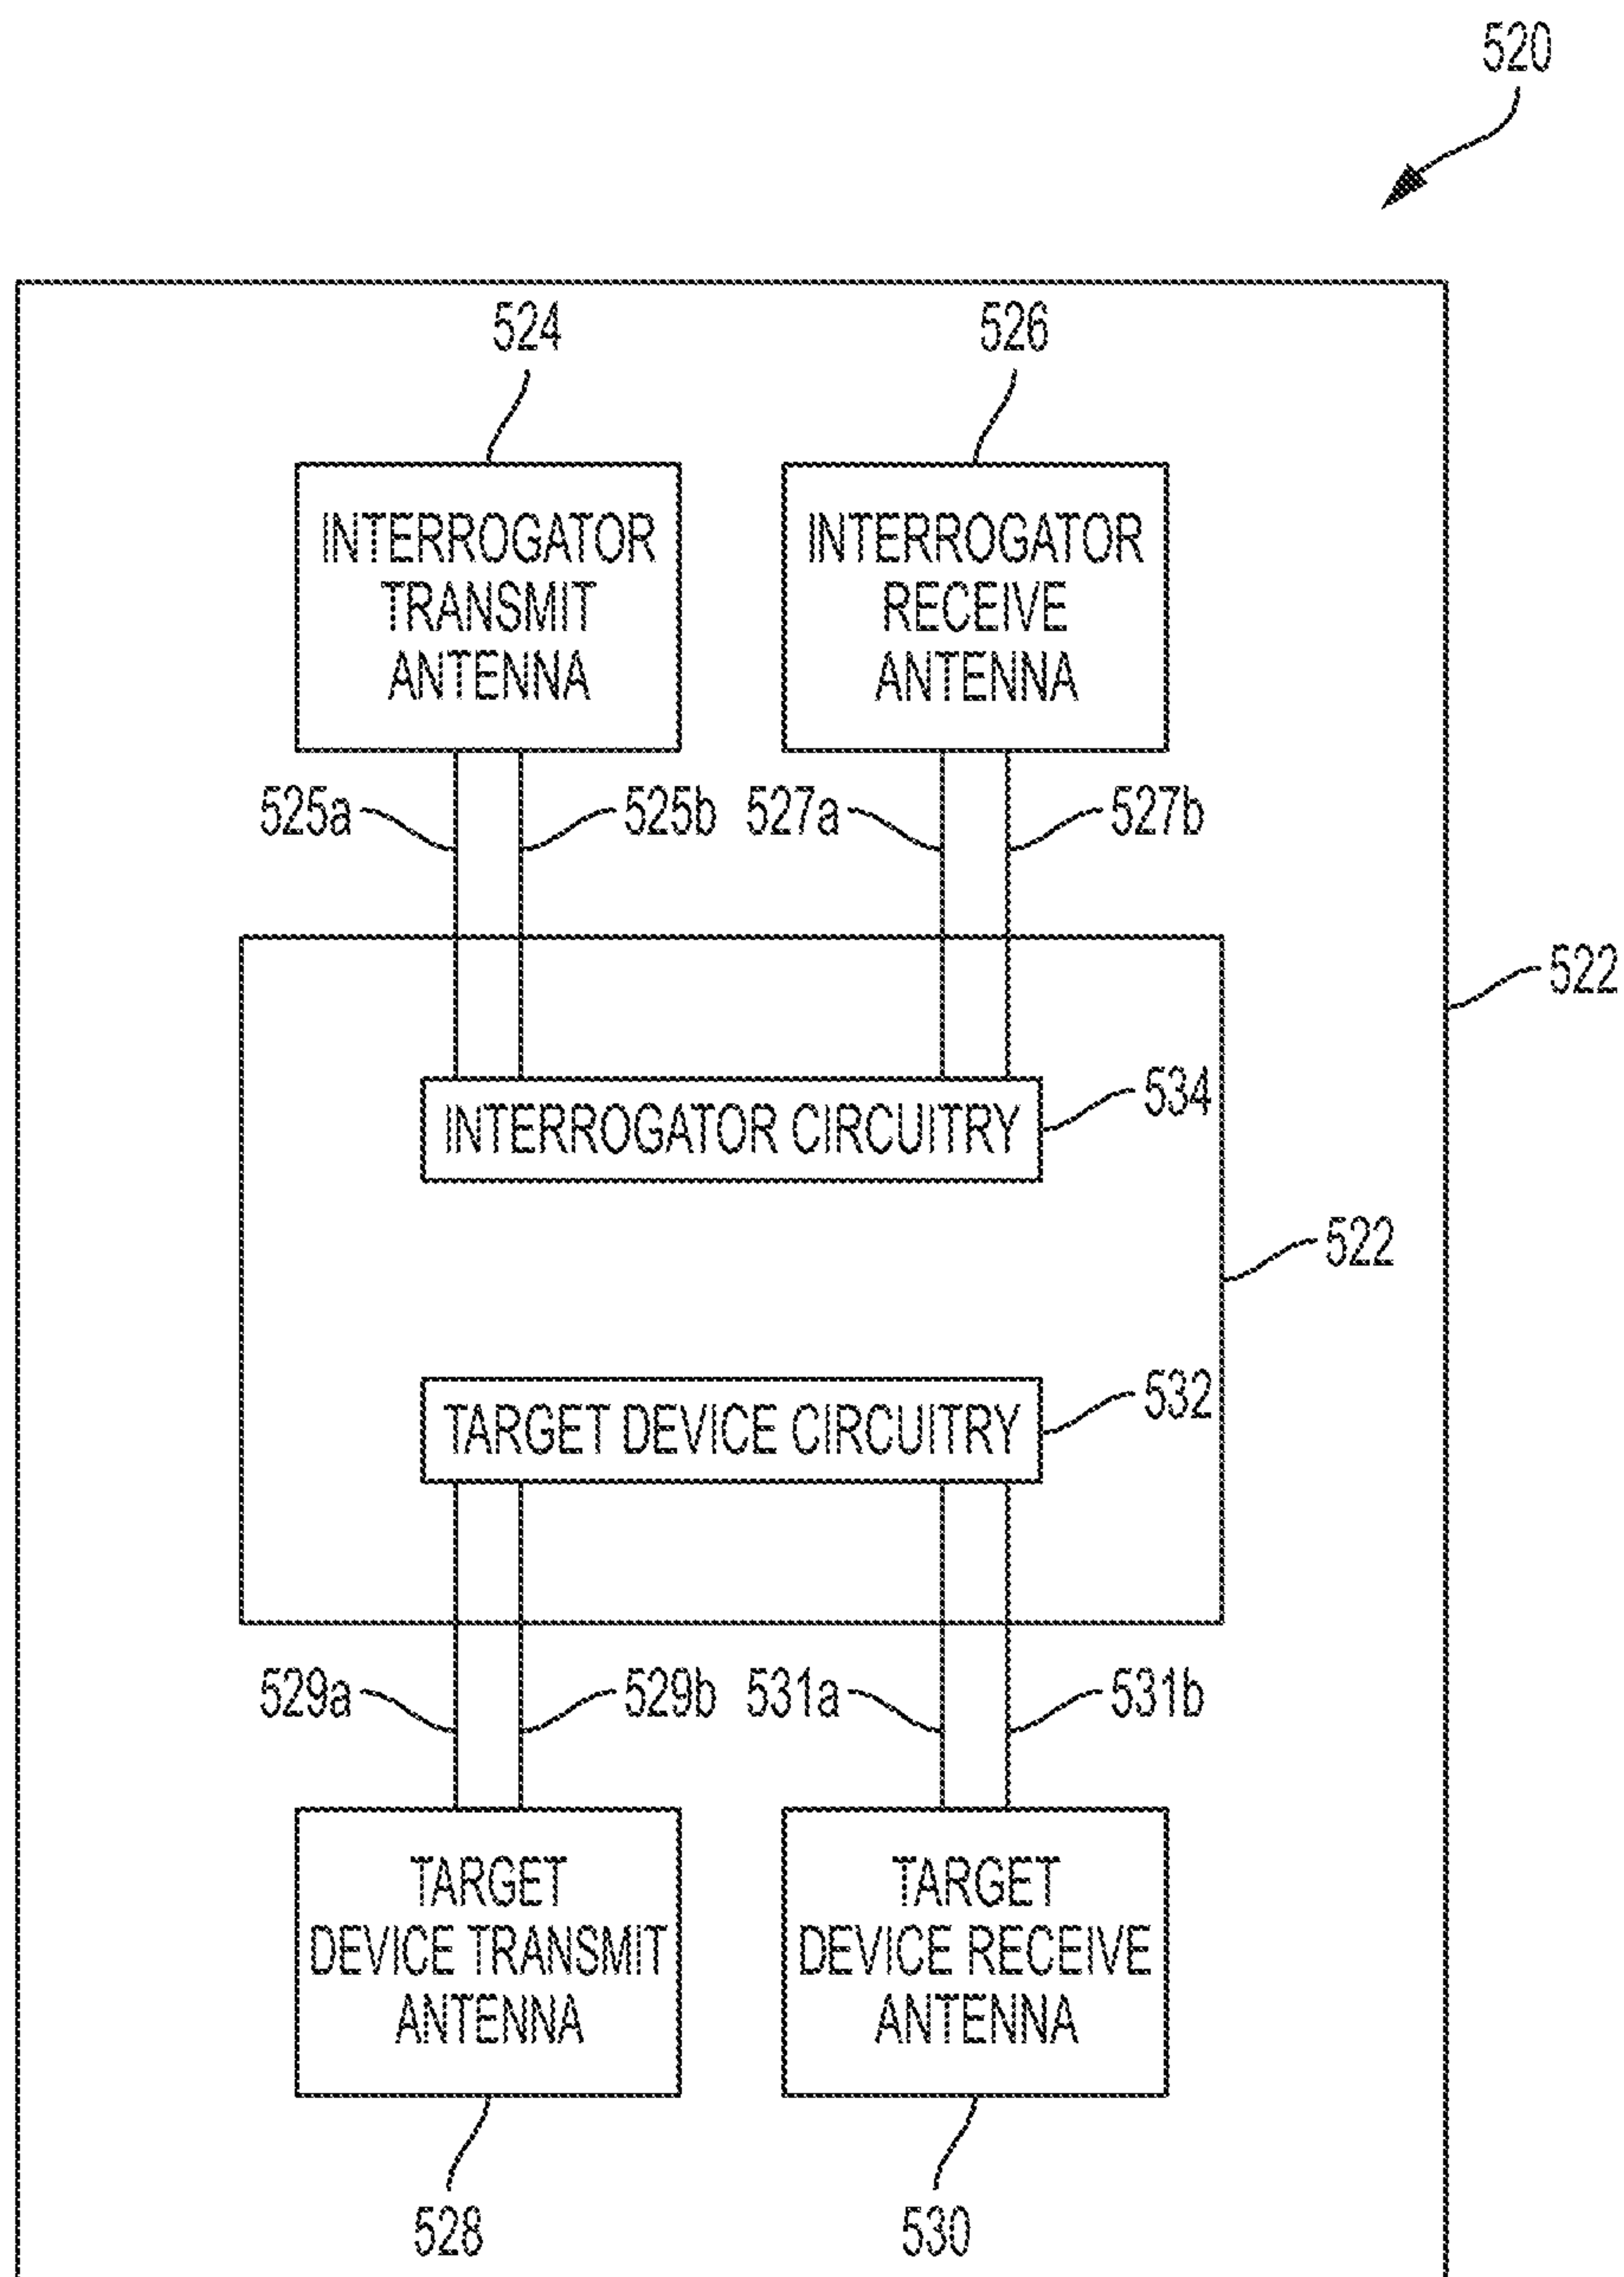 520
524
526
INTERROGATOR
TRANSMIT
ANTENNA
INTERROGATOR
RECEIVE
ANTENNA
525a
525b
527a
527b
522
534
INTERROGATOR CIRCUITRY
522
532
TARGET DEVICE CIRCUITRY
529a
529b
531a
531b
TARGET
DEVICE TRANSMIT
ANTENNA
TARGET
DEVICE RECEIVE
ANTENNA
528
530